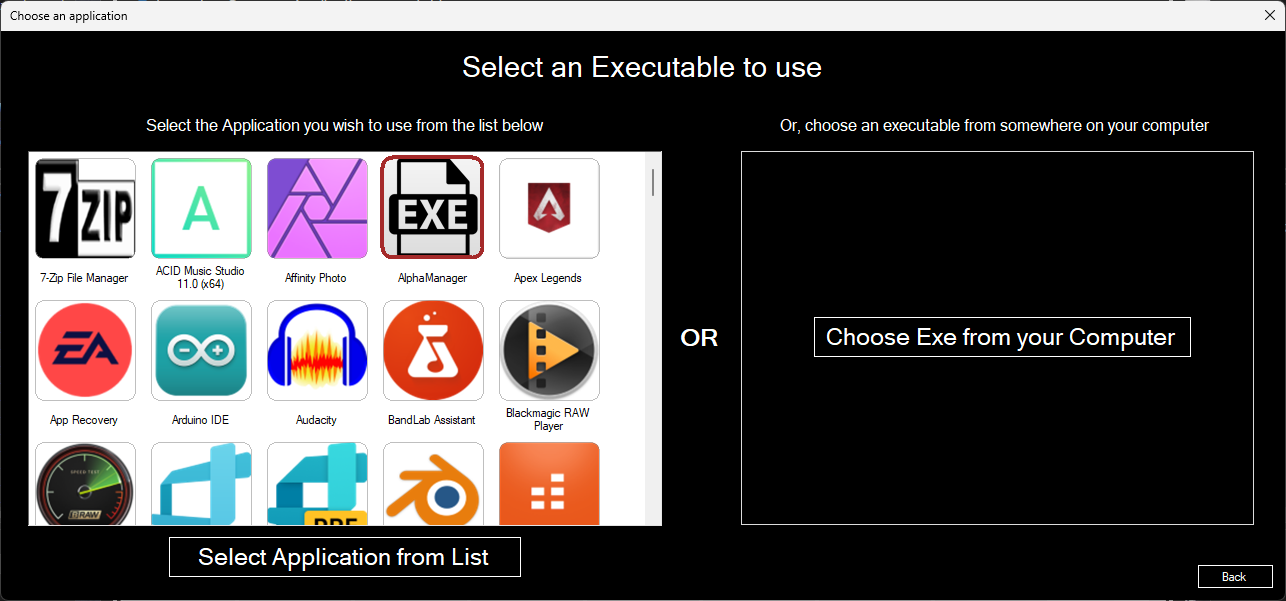 Choose an application
Select an Executable to use
Select the Application you wish to use from the list below
Or, choose an executable from somewhere on your computer
7ZIP
A
EXE
7-Zip File Manager
ACID Music Studio
11.0 (x64)
Affinity Photo
AlphaManager
Apex Legends
EA
App Recovery
Arduino IDE
Audacity
BandLab Assistant
Blackmagic RAW
Player
OR
Choose Exe from your Computer
SPEED TEST
RAW
Select Application from List
Back